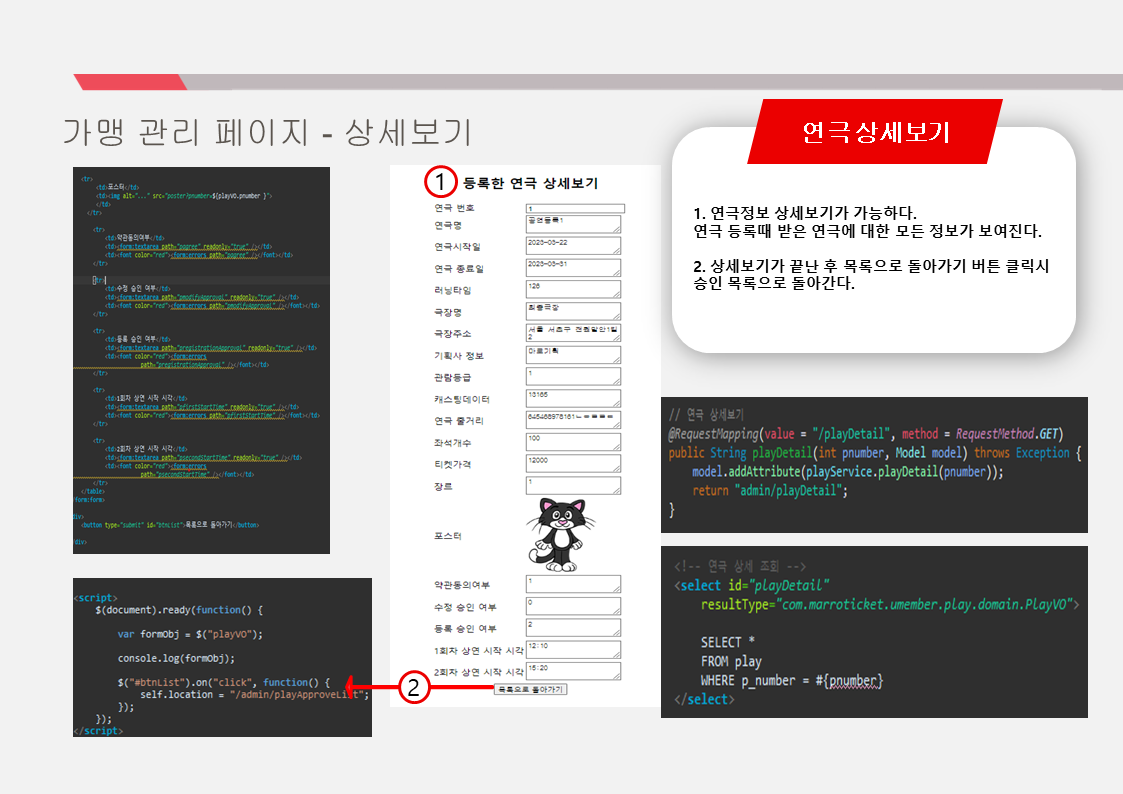 가맹 관리 페이지 - 상세보기
연극상세보기
1. 연극정보 상세보기가 가능하다.
연극 등록때 받은 연극에 대한 모든 정보가 보여진다.
2. 상세보기가 끝난 후 목록으로 돌아가기 버튼 클릭시
승인 목록으로 돌아간다.
<tr>
<td>포스터</td>
<td><img alt="..." src="poster?pnumber=${playVO.pnumber }">
</td>
</tr>
<tr>
<td>약관동의여부</td>
<td><form:textarea path="pagree" readonly="true" /></td>
<td><font color="red"><form:errors path="pagree" /></font></td>
</tr>
<tr>
<td>수정 승인 여부</td>
<td><form:textarea path="pmodifyApproval" readonly="true" /></td>
<td><font color="red"><form:errors path="pmodifyApproval" /></font></td>
</tr>
<tr>
<td>등록 승인 여부</td>
<td><form:textarea path="pregistrationApproval" readonly="true" /></td>
<td><font color="red"><form:errors
path="pregistrationApproval" /></font></td>
</tr>
<tr>
<td>1회차 상연 시작 시각</td>
<td><form:textarea path="pfirstStartTime" readonly="true" /></td>
<td><font color="red"><form:errors path="pfirstStartTime" /></font></td>
</tr>
<tr>
<td>2회차 상연 시작 시각</td>
<td><form:textarea path="psecondStartTime" readonly="true" /></td>
<td><font color="red"><form:errors
path="psecondStartTime" /></font></td>
</tr>
</table>
/form:form>
div>
<button type="submit" id="btnList">목록으로 돌아가기</button>
/div>
<script>
$(document).ready(function() {
var formObj = $("playVO");
console.log(formObj);
$("#btnList").on("click", function() {
self.location = "/admin/playApproveList";
});
});
</script>
1 등록한 연극 상세보기
연극 번호 1
연극명 공연등록1
연극시작일 2023-03-22
연극 종료일 2023-03-31
러닝타임 126
극장명
극장주소 서울 서초구
2
기획사 정보
관람등급 1
캐스팅데이터 13165
연극 줄거리
좌석개수 100
티켓가격 12000
장르 1
포스터
약관동의여부 1
수정 승인 여부 0
등록 승인 여부 2
1회차 상연 시작 시각 12:10
2회차 상연 시작 시각 15:20
목록으로 돌아가기
2
// 연극 상세보기
@RequestMapping(value = "/playDetail", method = RequestMethod.GET)
public String playDetail(int pnumber, Model model) throws Exception {
model.addAttribute(playService.playDetail(pnumber));
return "admin/playDetail";
}
<!-- 연극 상세 조회 -->
<select id="playDetail"
resultType="com.marroticket.umember.play.domain.PlayVO">
SELECT *
FROM play
WHERE p_number = #{pnumber}
</select>